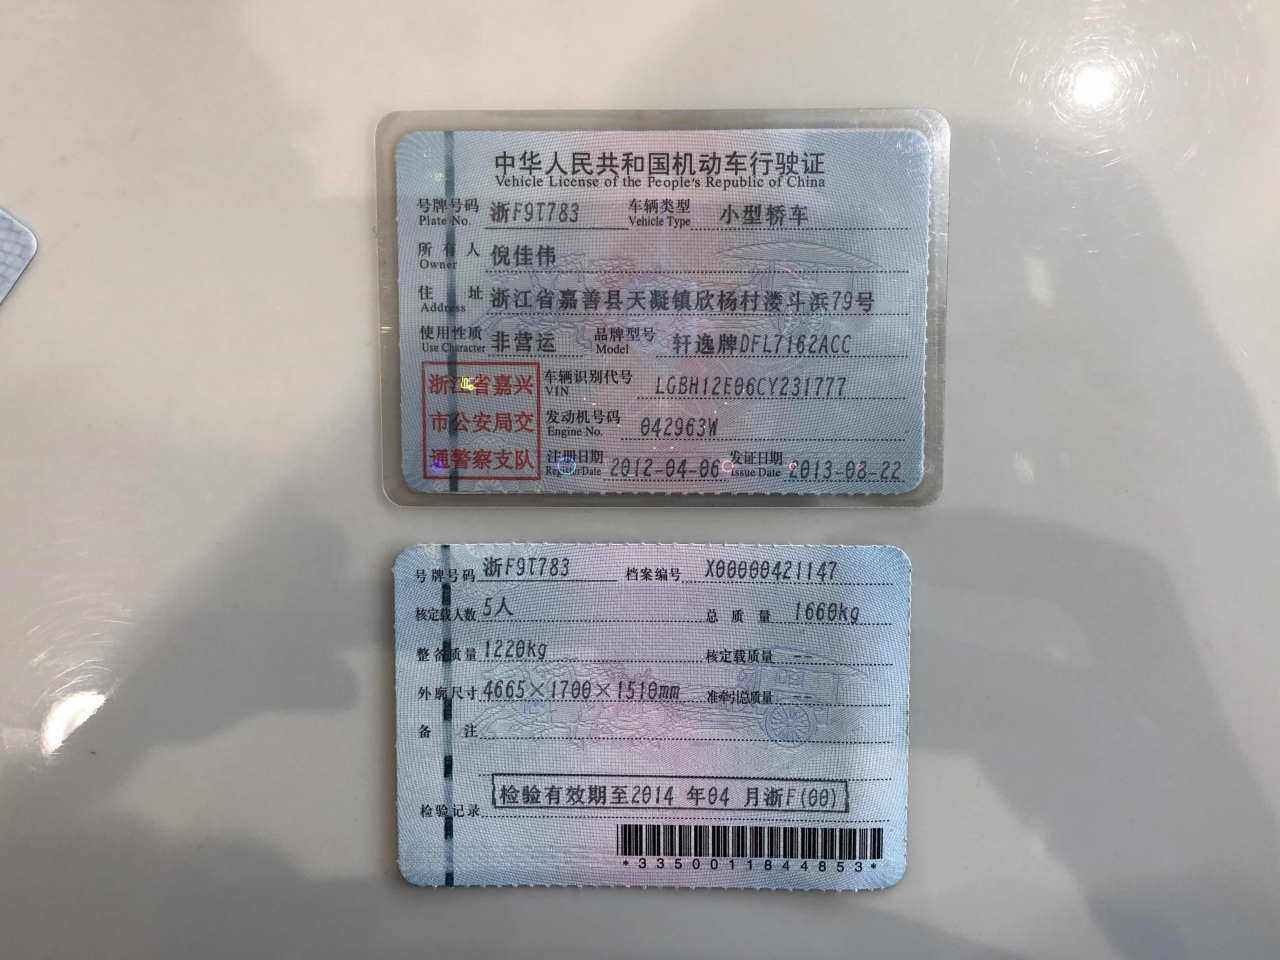 中华人民共和国机动车行驶证
Vehicle License of the People's Republic of China
号牌号码 浙F9T783 车辆类型 小型轿车
Plate No. Vehicle Type
所有人 倪佳伟
Owner
住址 浙江省嘉善县天凝镇欣杨村溇斗浜79号
Address
使用性质 非营运 品牌型号 轩逸牌DFL7162ACC
Use Character Model
浙江省嘉兴 车辆识别代号 LGBH12E06CY231777
VIN
市公安局交 发动机号码 042963W
Engine No.
通警察支队 注册日期 2012-04-06 发证日期 2013-08-22
Register Date Issue Date
号牌号码 浙F9T783 档案编号 X00000421147
核定载人数 5人 总质量 1660kg
整备质量 1220kg 核定载质量 --
外廓尺寸 4665×1700×1510mm 准牵引总质量 --
备注
检验记录 检验有效期至2014 年04 月浙F(00)
*3350011844853*